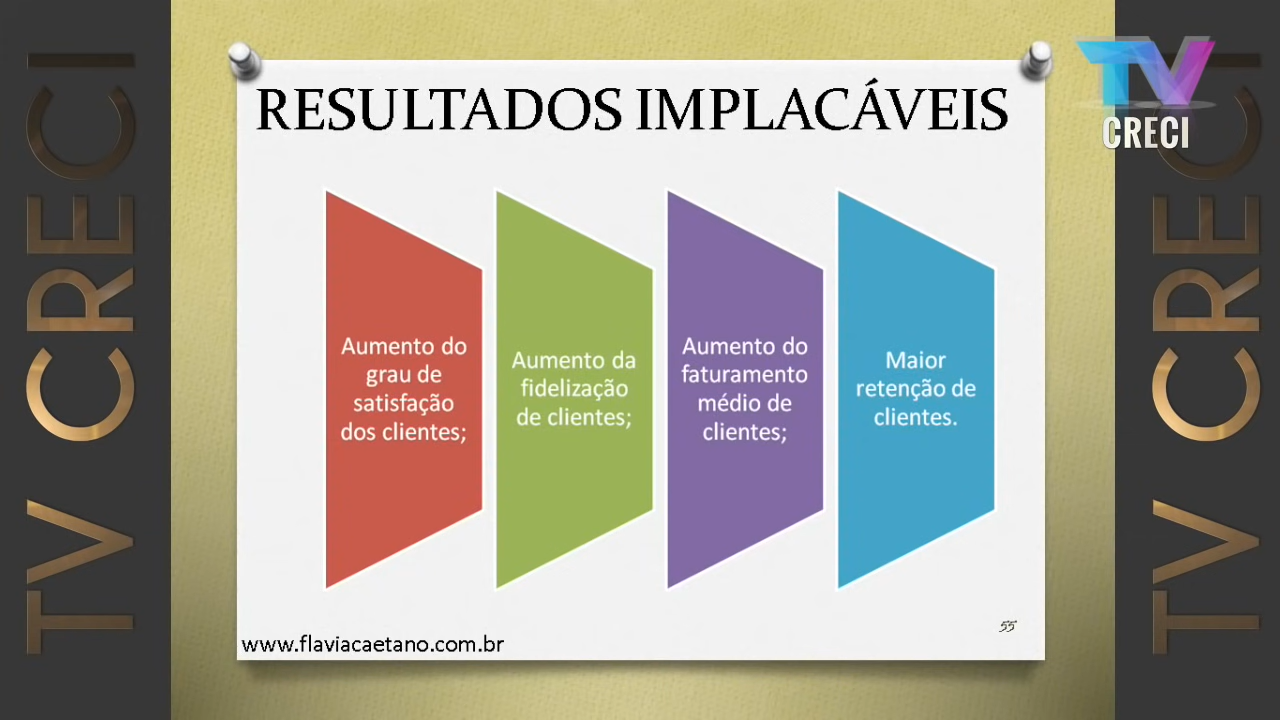 TV CRECI
RESULTADOS IMPLACÁVEIS
TV
CRECI
Aumento do
grau de
satisfação
dos clientes;
Aumento da
fidelização
de clientes;
Aumento do
faturamento
médio de
clientes;
Maior
retenção de
clientes.
55
www.flaviacaetano.com.br
TV CRECI